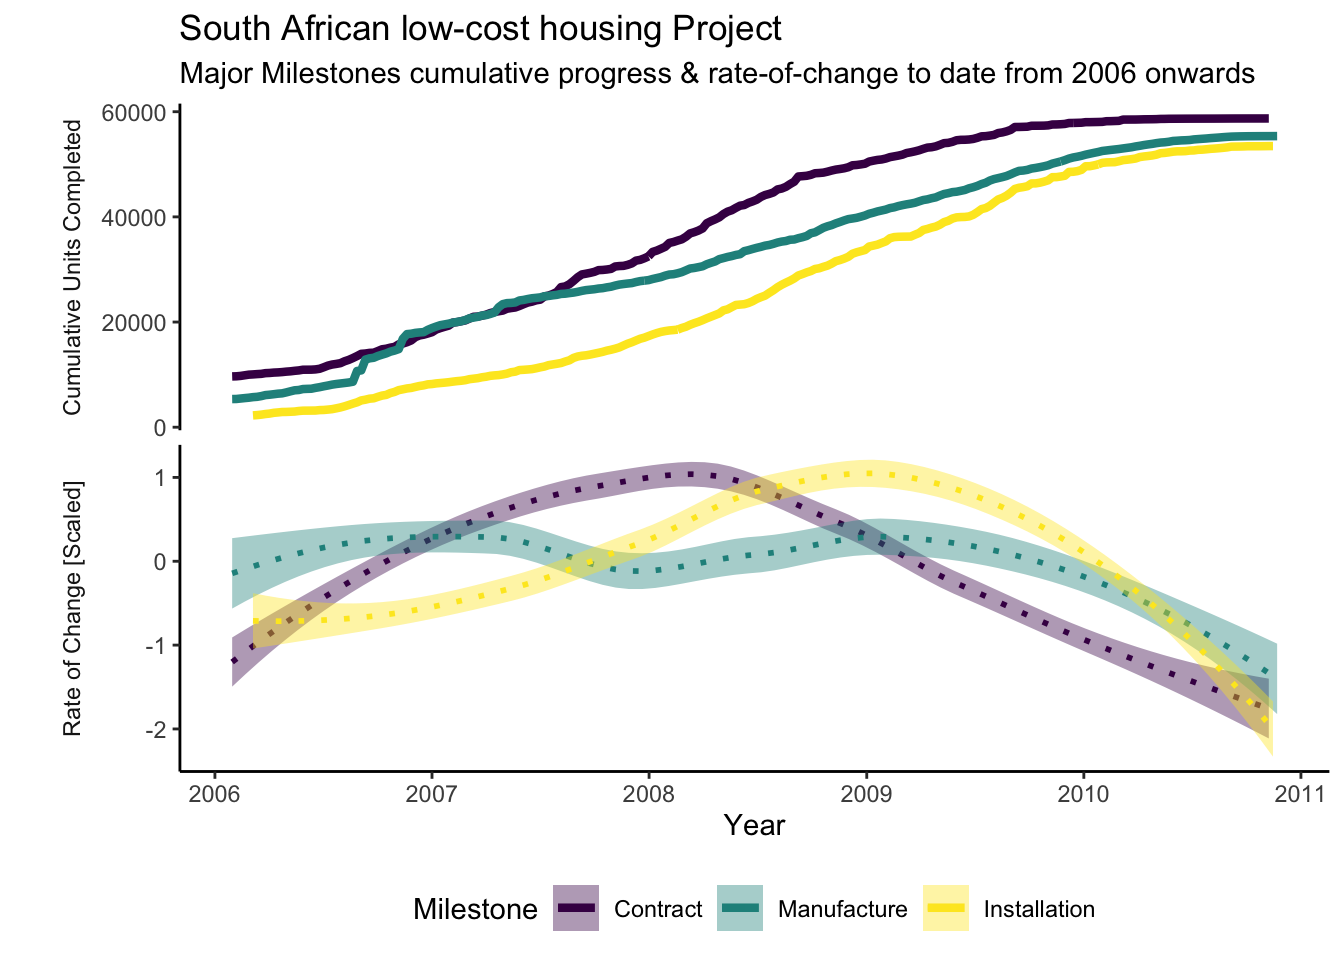 South African low-cost housing Project
Major Milestones cumulative progress & rate-of-change to date from 2006 onwards
Cumulative Units Completed
60000
40000
20000
0
Rate of Change [Scaled]
1
0
-1
-2
2006 2007 2008 2009 2010 2011
Year
Milestone Contract Manufacture Installation